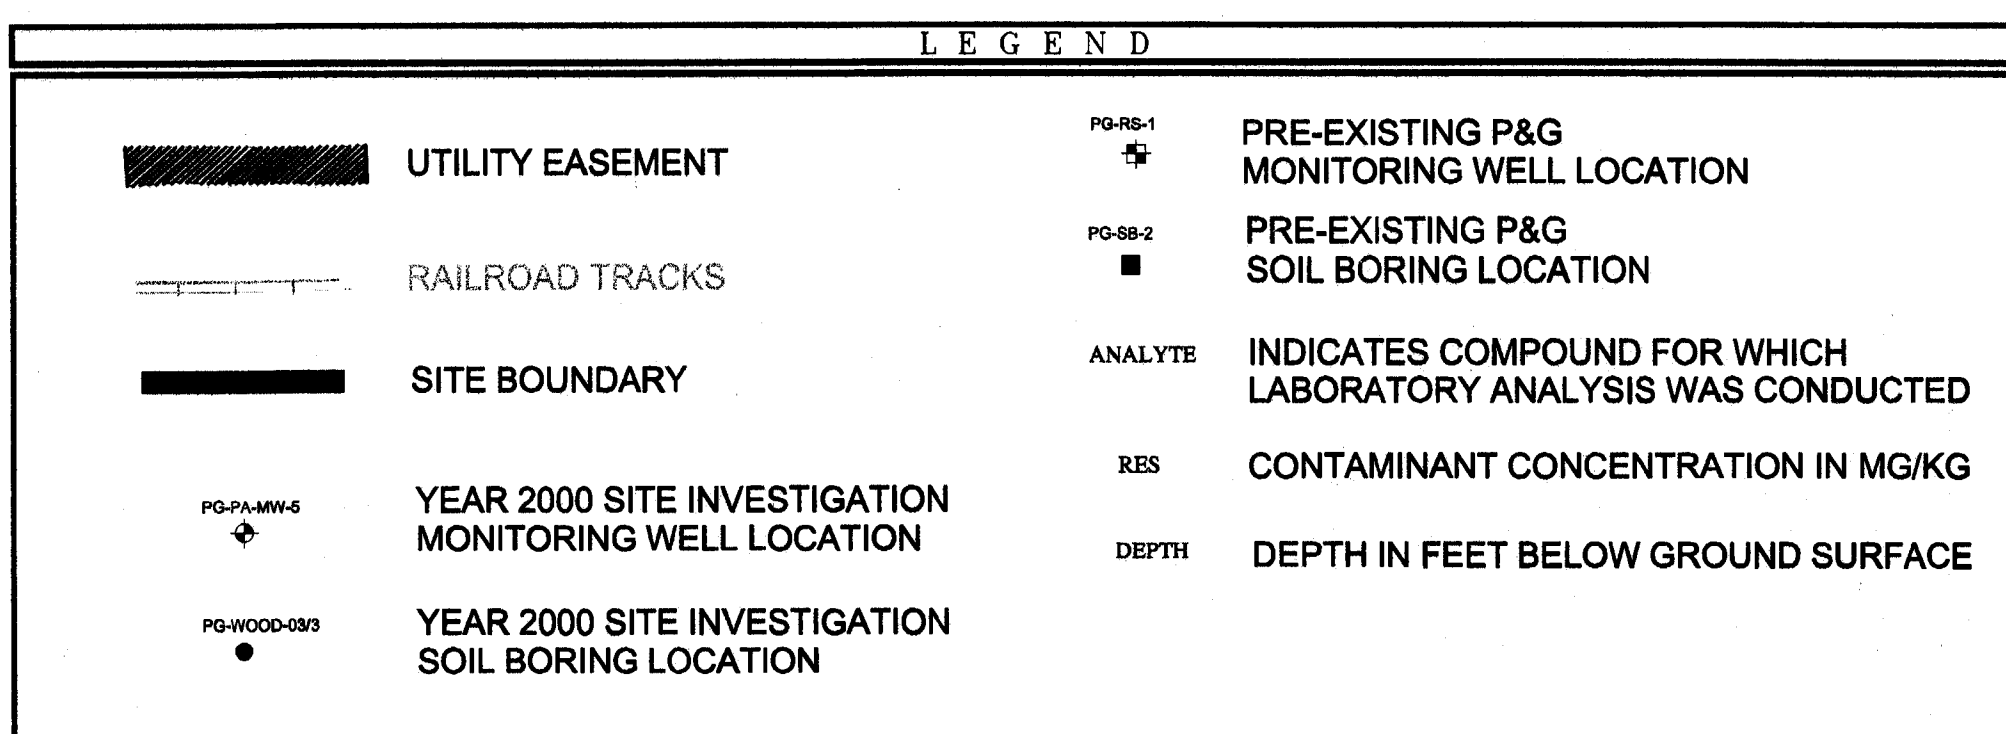 L E G E N D
UTILITY EASEMENT
RAILROAD TRACKS
SITE BOUNDARY
PG-PA-MW-5
YEAR 2000 SITE INVESTIGATION
MONITORING WELL LOCATION
PG-WOOD-03/3
YEAR 2000 SITE INVESTIGATION
SOIL BORING LOCATION
PG-RS-1
PRE-EXISTING P&G
MONITORING WELL LOCATION
PG-SB-2
PRE-EXISTING P&G
SOIL BORING LOCATION
ANALYTE
INDICATES COMPOUND FOR WHICH
LABORATORY ANALYSIS WAS CONDUCTED
RES
CONTAMINANT CONCENTRATION IN MG/KG
DEPTH
DEPTH IN FEET BELOW GROUND SURFACE